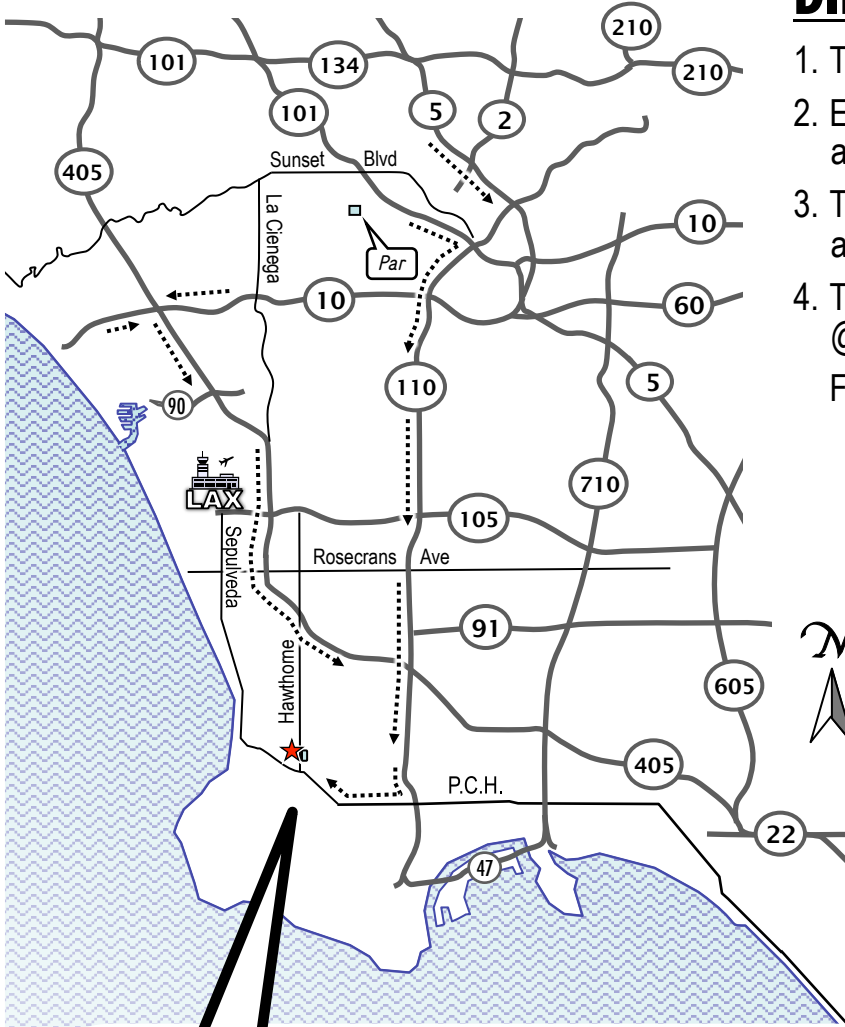 210
101
134
210
101
5
2
405
Sunset Blvd
La Cienega
10
Par
10
60
110
5
90
710
LAX
105
Sepulveda
Rosecrans Ave
91
Hawthorne
605
405
P.C.H.
22
47
1. T
2. E
a
3. T
a
4. T
@
F
N